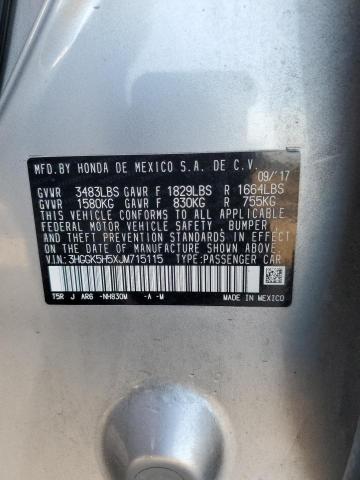 MFD.BY HONDA DE MEXICO S.A. DE C.V.
09/'17
GVWR 3483LBS GAWR F 1829LBS R 1664LBS
GVWR 1580KG GAWR F 830KG R 755KG
THIS VEHICLE CONFORMS TO ALL APPLICABLE
FEDERAL MOTOR VEHICLE SAFETY, BUMPER, AND
THEFT PREVENTION STANDARDS IN EFFECT ON
THE DATE OF MANUFACTURE SHOWN ABOVE.
V.I.N.:3HGGK5H5XJM715115 TYPE:PASSENGER CAR
T5R J AR6 -NH830M -A -M
MADE IN MEXICO